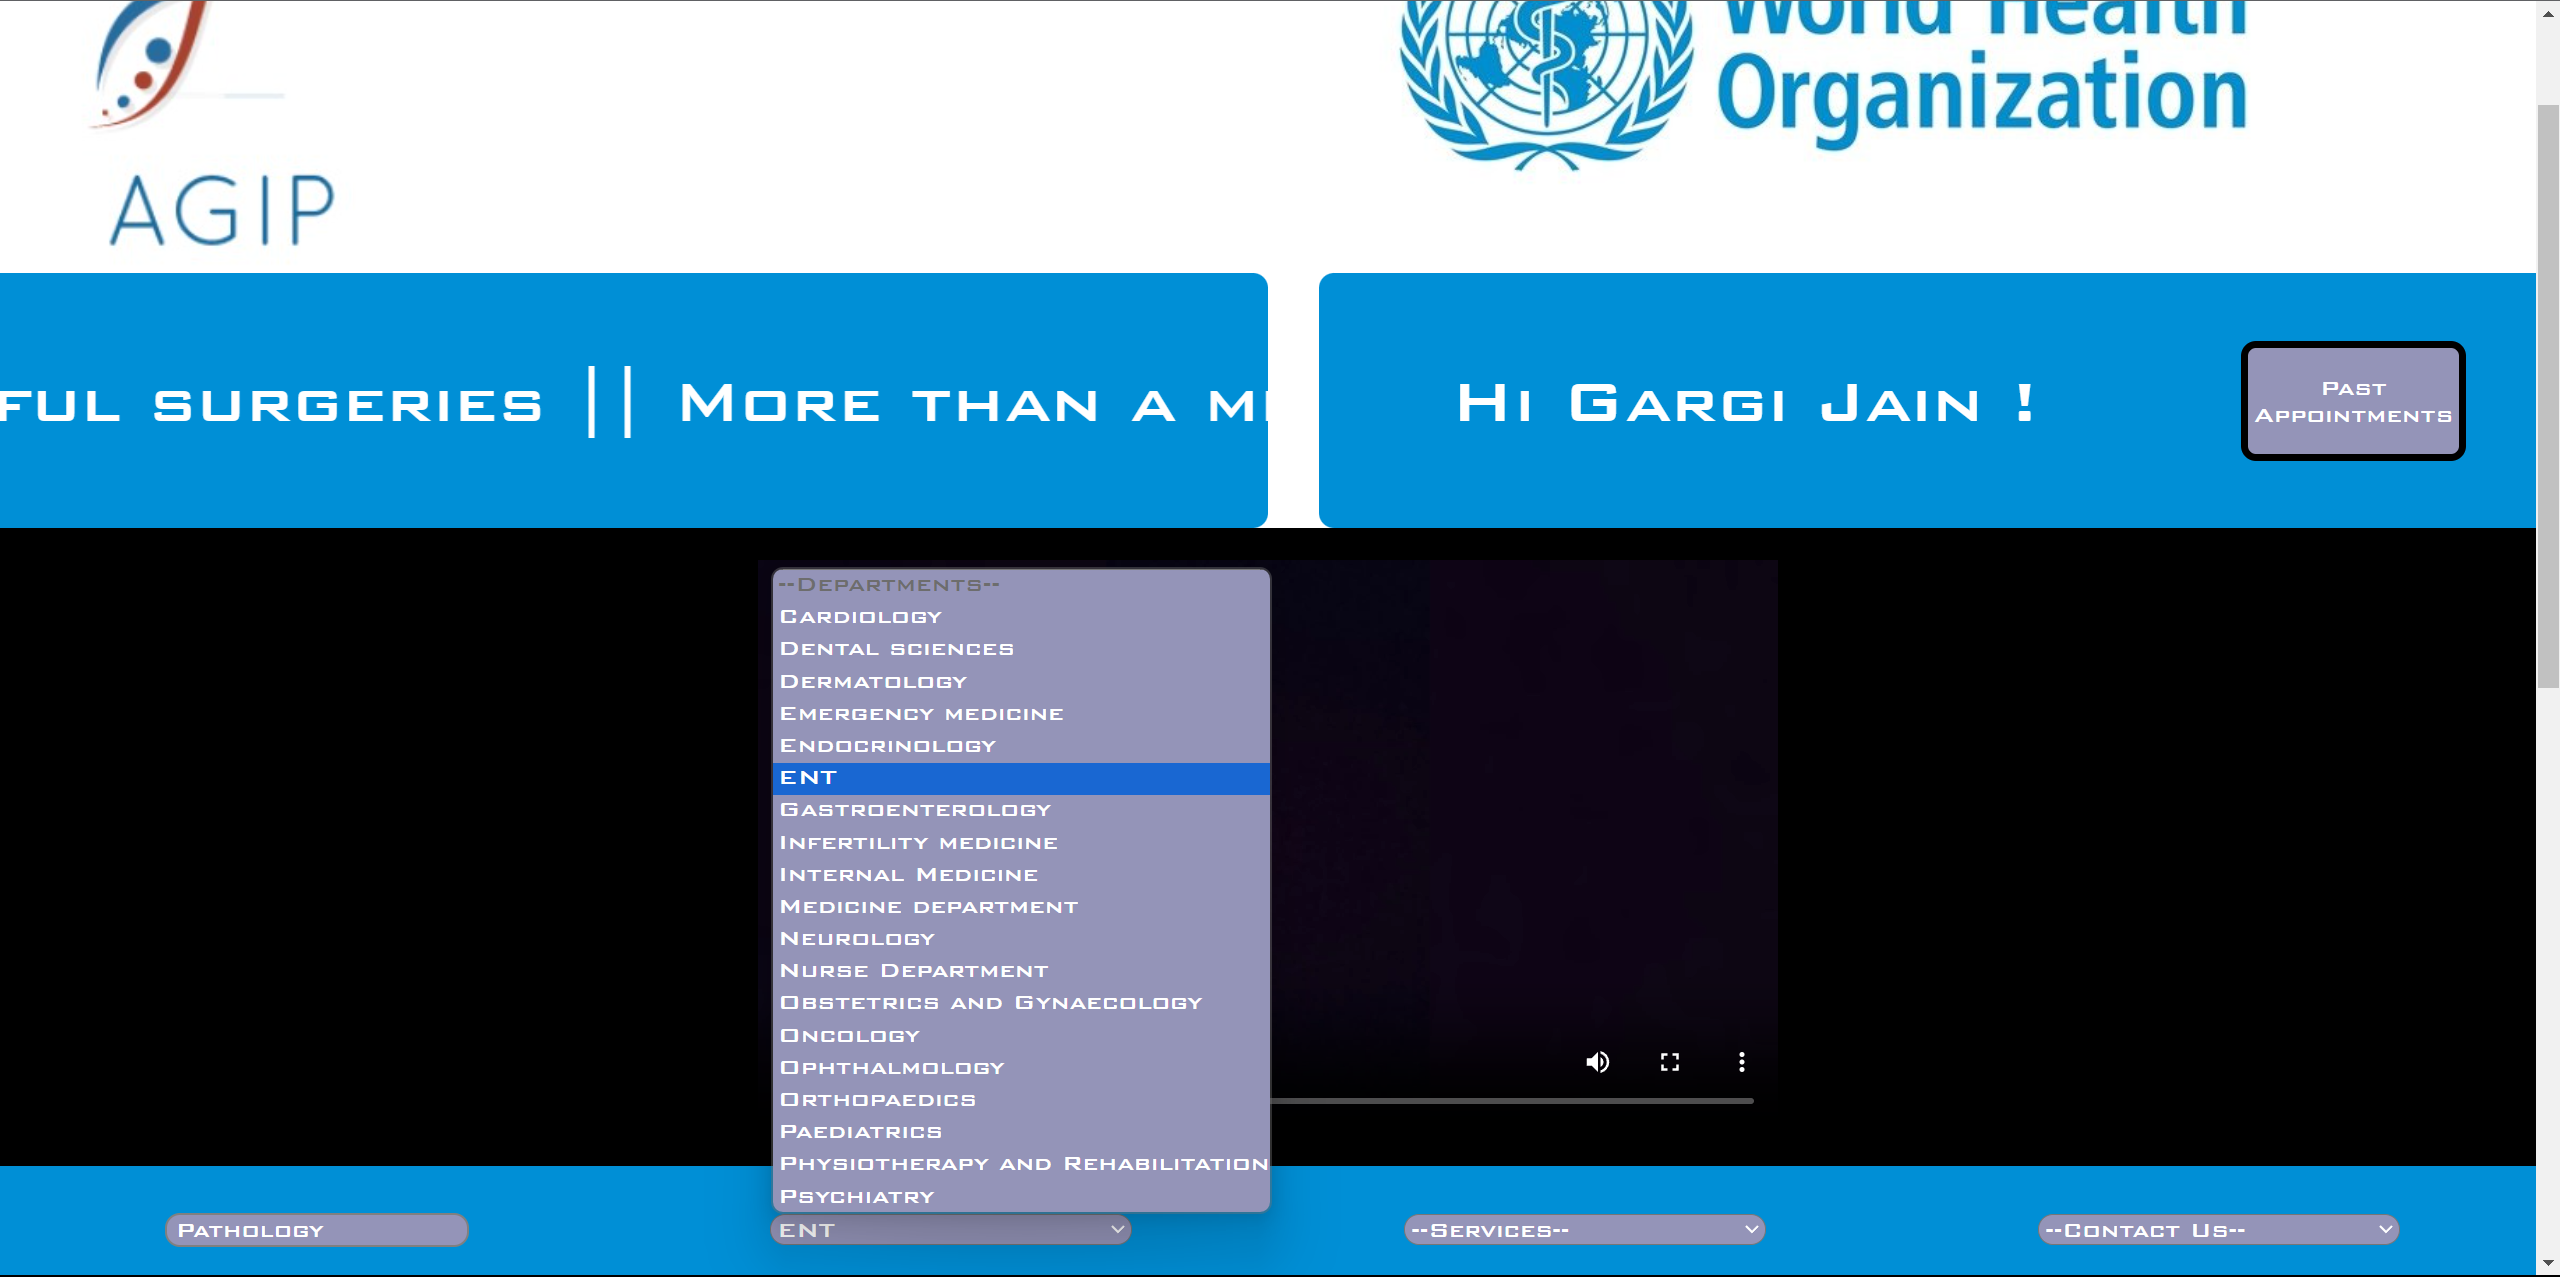 World Health
Organization
AGIP
FUL SURGERIES || MORE THAN A MI
HI GARGI JAIN !
PAST
APPOINTMENTS
--DEPARTMENTS--
CARDIOLOGY
DENTAL SCIENCES
DERMATOLOGY
EMERGENCY MEDICINE
ENDOCRINOLOGY
ENT
GASTROENTEROLOGY
INFERTILITY MEDICINE
INTERNAL MEDICINE
MEDICINE DEPARTMENT
NEUROLOGY
NURSE DEPARTMENT
OBSTETRICS AND GYNAECOLOGY
ONCOLOGY
OPHTHALMOLOGY
ORTHOPAEDICS
PAEDIATRICS
PHYSIOTHERAPY AND REHABILITATION
PSYCHIATRY
PATHOLOGY
ENT
--SERVICES--
--CONTACT US--